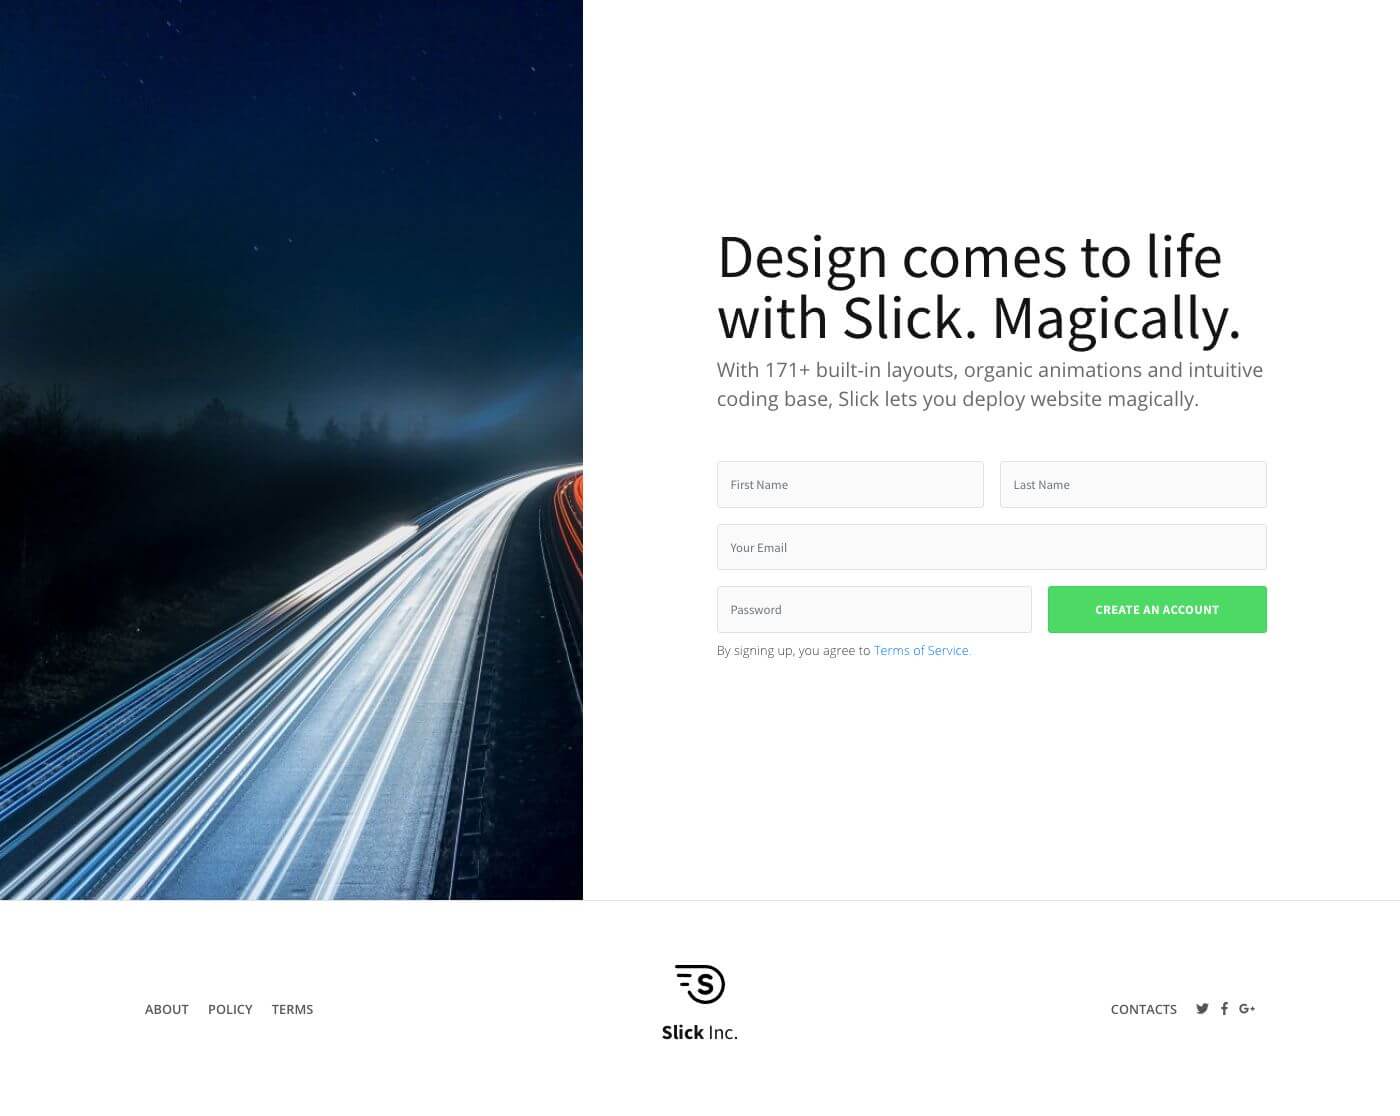 Design comes to life
with Slick. Magically.
With 171+ built-in layouts, organic animations and intuitive
coding base, Slick lets you deploy website magically.
First Name
Last Name
Your Email
Password
CREATE AN ACCOUNT
By signing up, you agree to Terms of Service.
ABOUT POLICY TERMS
S
Slick Inc.
CONTACTS